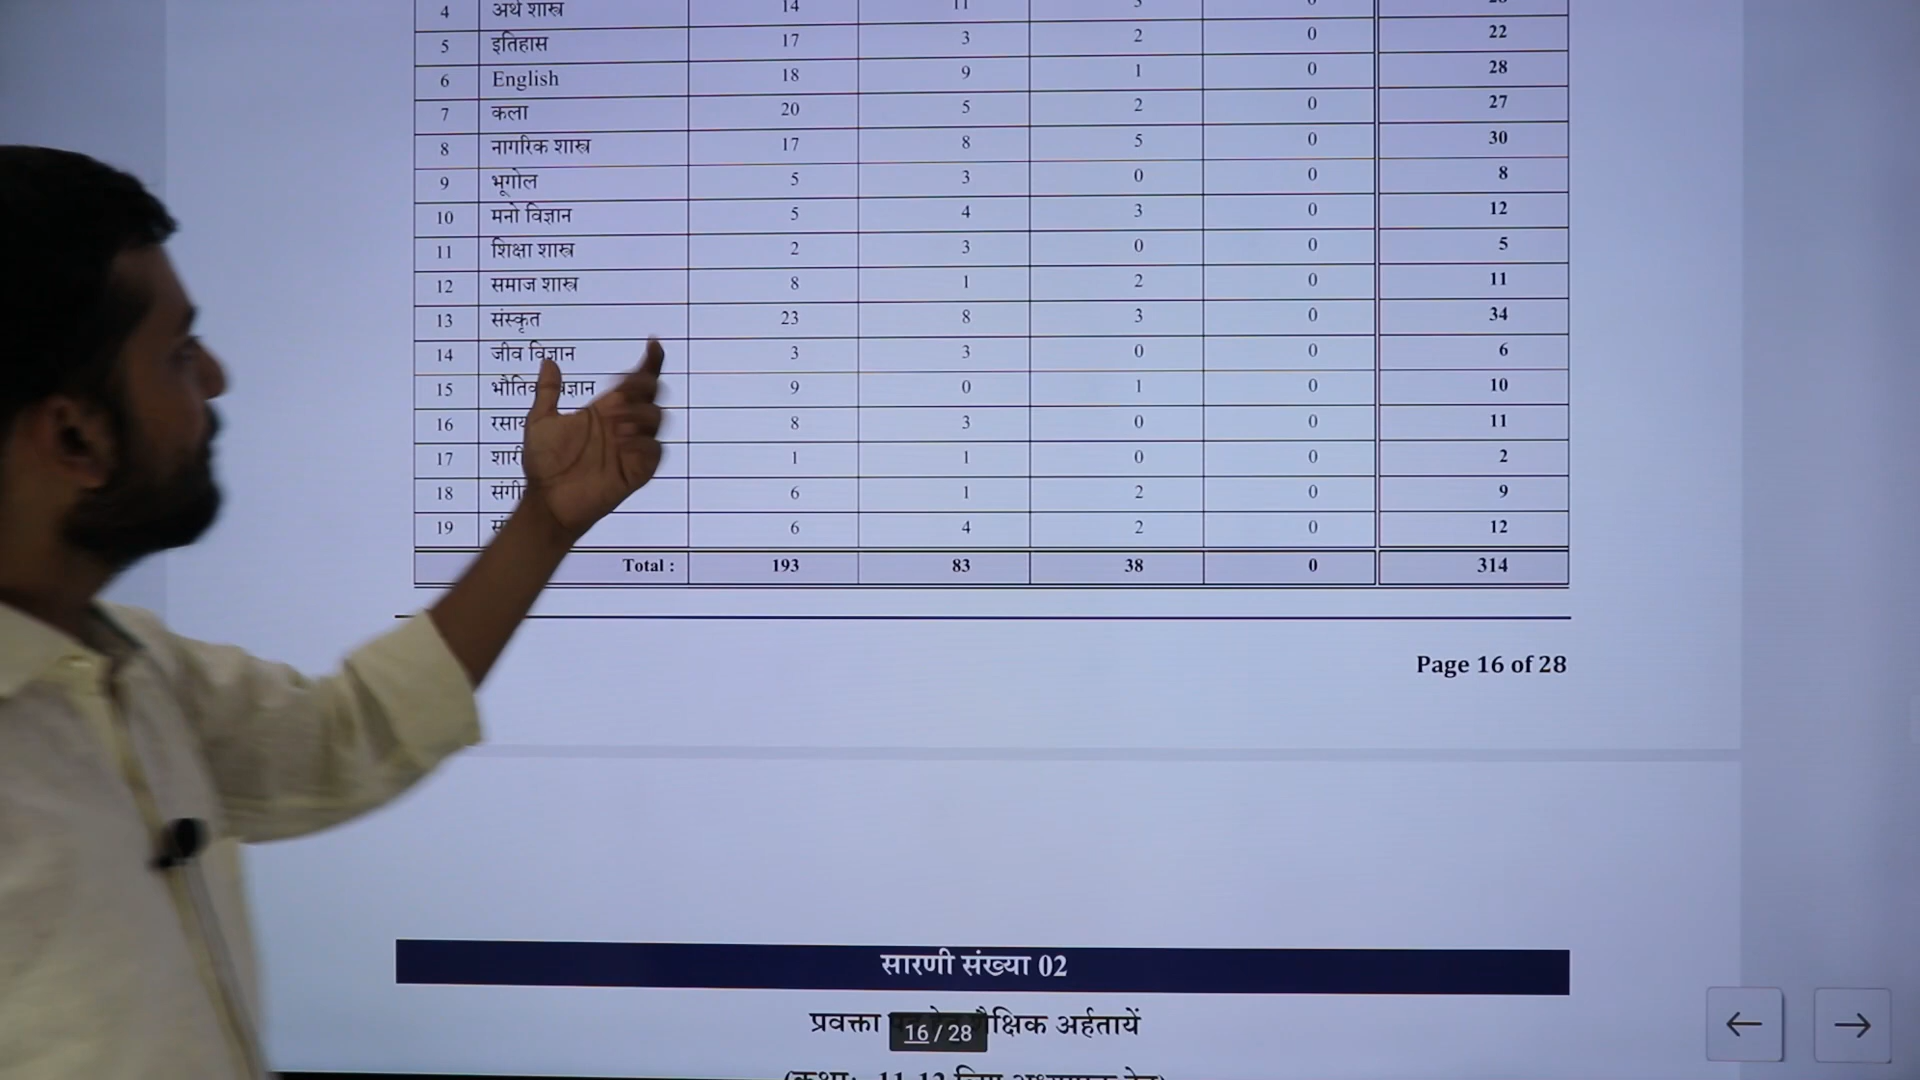 4 अर्थ शास्त्र 14 11 3 0 28
5 इतिहास 17 3 2 0 22
6 English 18 9 1 0 28
7 कला 20 5 2 0 27
8 नागरिक शास्त्र 17 8 5 0 30
9 भूगोल 5 3 0 0 8
10 मनो विज्ञान 5 4 3 0 12
11 शिक्षा शास्त्र 2 3 0 0 5
12 समाज शास्त्र 8 1 2 0 11
13 संस्कृत 23 8 3 0 34
14 जीव विज्ञान 3 3 0 0 6
15 9 0 1 0 10
16 8 3 0 0 11
17 1 1 0 0 2
18 6 1 2 0 9
19 6 4 2 0 12
Total : 193 83 38 0 314
Page 16 of 28
सारणी संख्या 02
प्रवक्ता शैक्षिक अर्हतायें
16 / 28